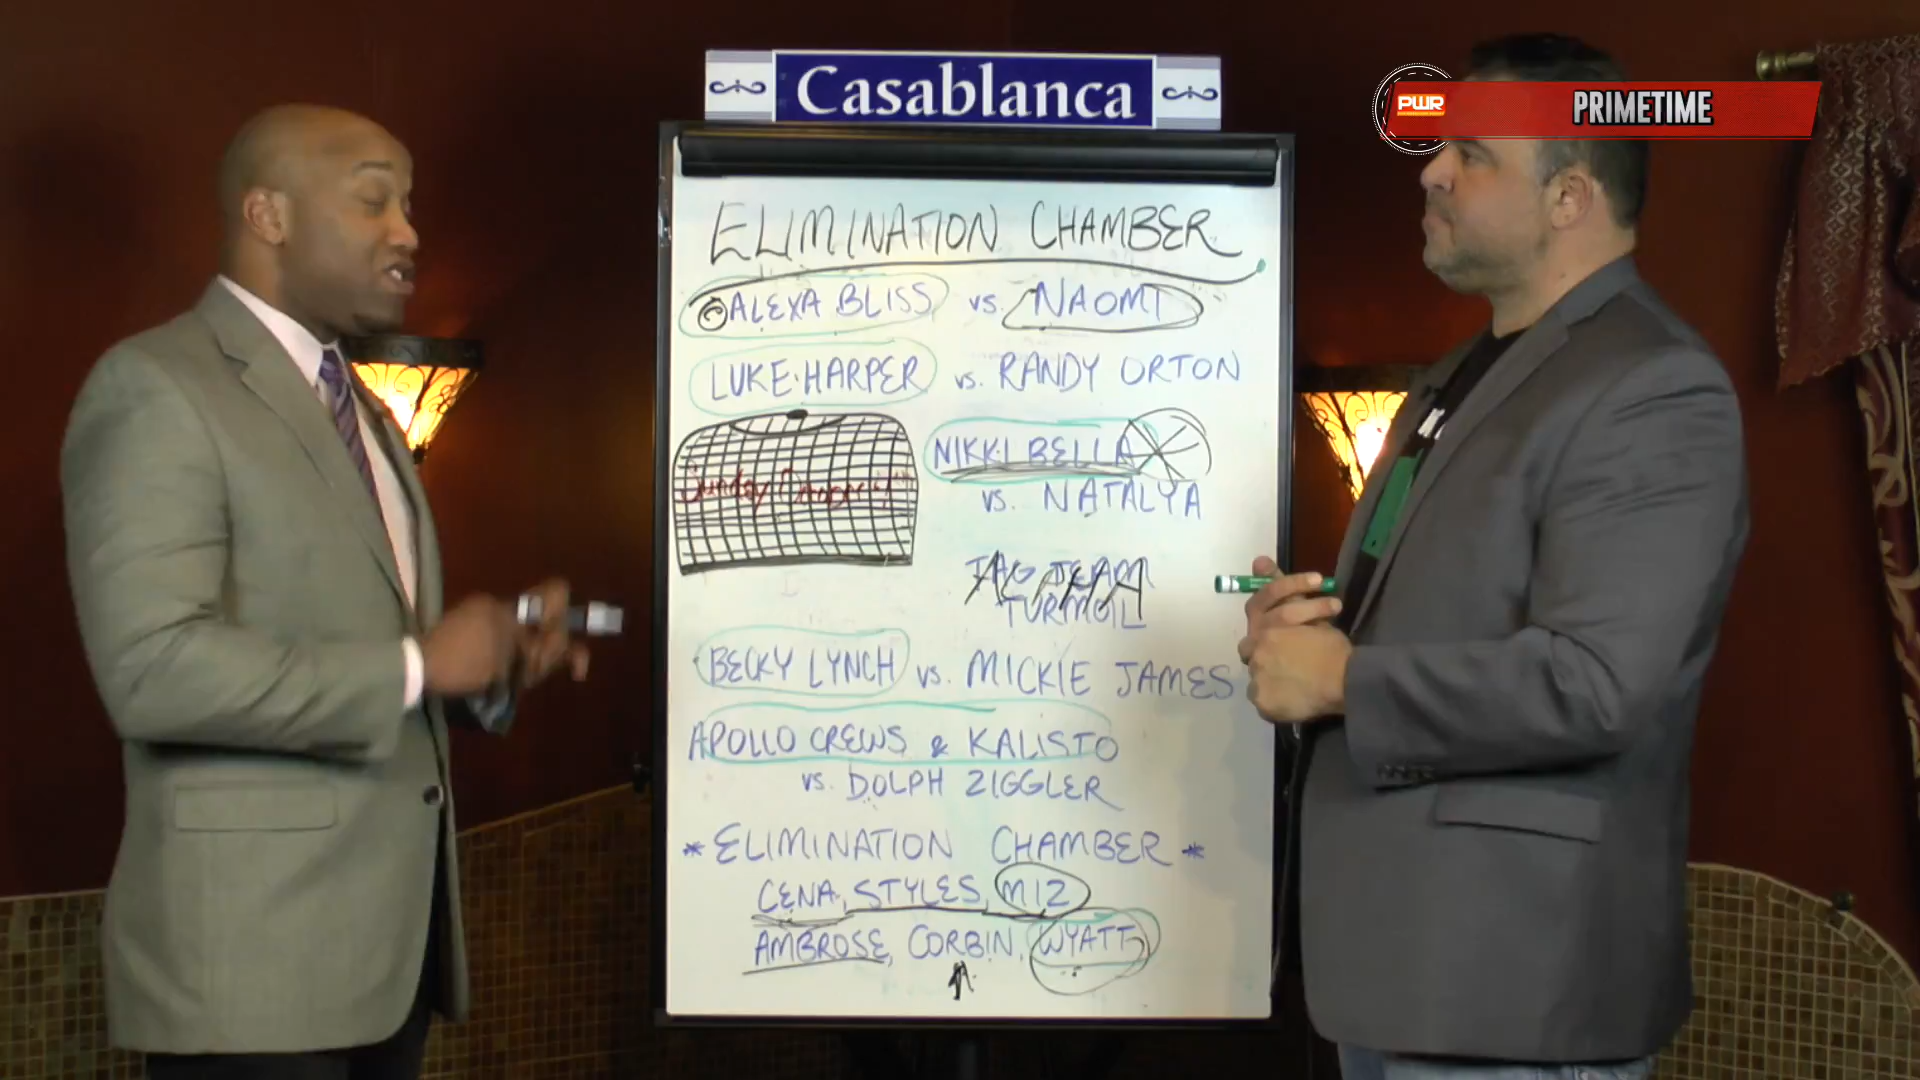 Casablanca
PWR
PRIMETIME
ELIMINATION CHAMBER
C ALEXA BLISS vs. NAOMI
LUKE HARPER vs. RANDY ORTON
Sunday
NIKKI BELLA
vs. NATALYA
TAG TEAM
TURMOIL
BECKY LYNCH vs. MICKIE JAMES
APOLLO CREWS & KALISTO
vs. DOLPH ZIGGLER
* ELIMINATION CHAMBER *
CENA, STYLES, MIZ
AMBROSE, CORBIN, WYATT